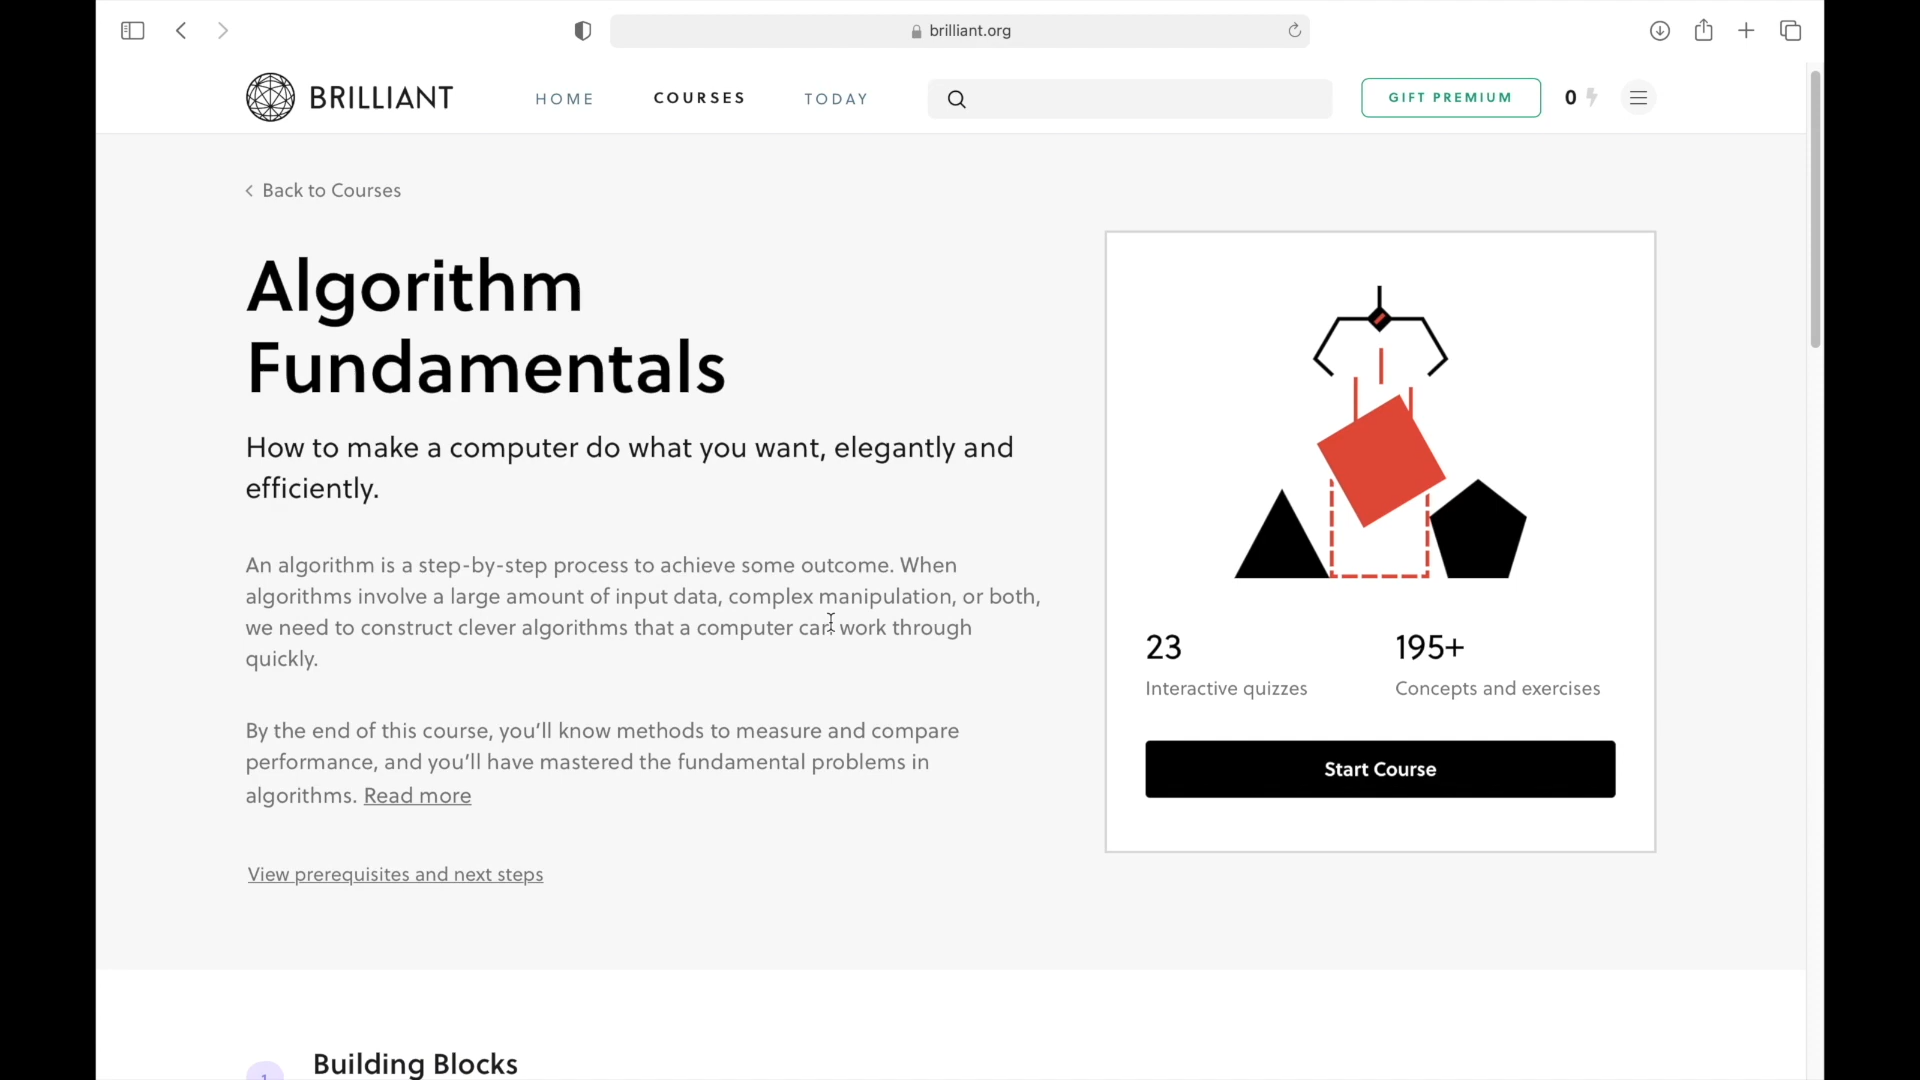 brilliant.org
BRILLIANT HOME COURSES TODAY GIFT PREMIUM 0
Back to Courses
Algorithm
Fundamentals
How to make a computer do what you want, elegantly and
efficiently.
An algorithm is a step-by-step process to achieve some outcome. When
algorithms involve a large amount of input data, complex manipulation, or both,
we need to construct clever algorithms that a computer can work through
quickly.
By the end of this course, you’ll know methods to measure and compare
performance, and you’ll have mastered the fundamental problems in
algorithms. Read more
View prerequisites and next steps
23 195+
Interactive quizzes Concepts and exercises
Start Course
1 Building Blocks